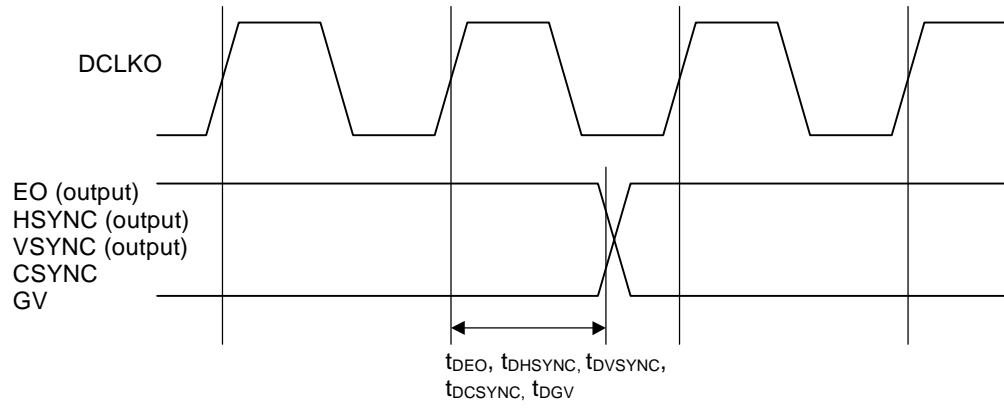 DCLKO
EO (output)
HSYNC (output)
VSYNC (output)
CSYNC
GV
tDEO, tDHSYNC, tDVSYNC,
tDCSYNC, tDGV